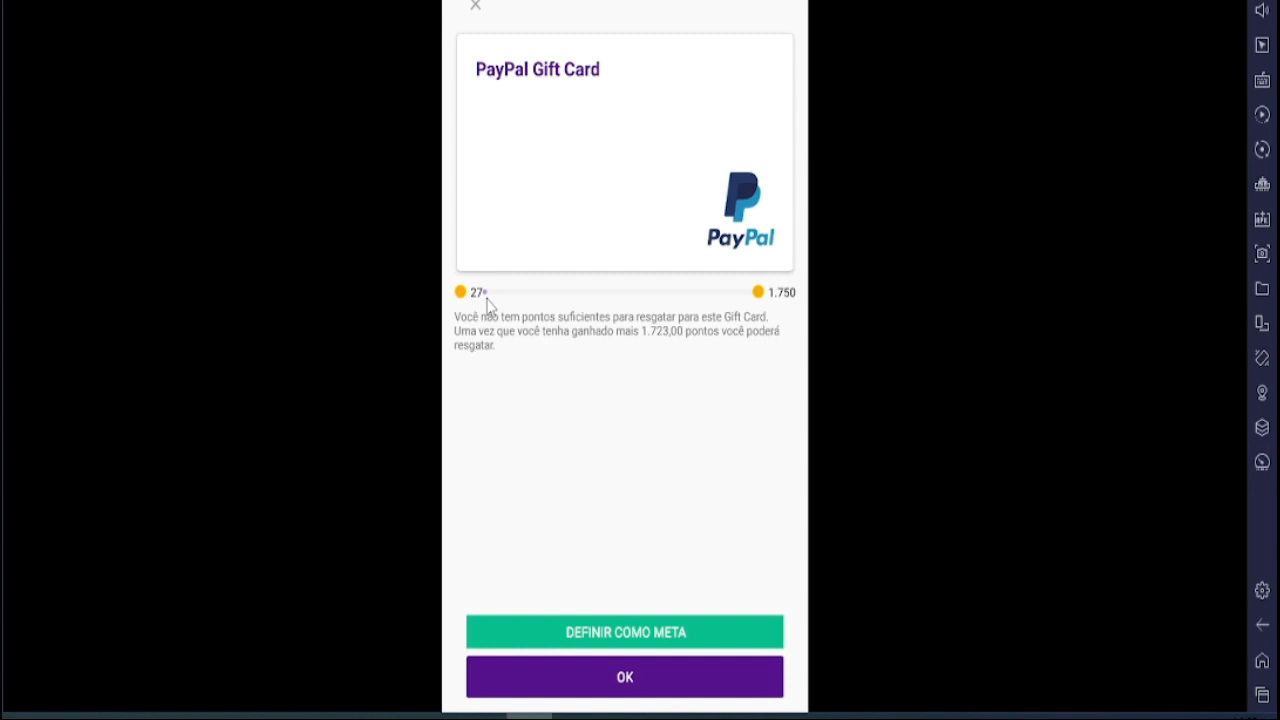 PayPal Gift Card
PayPal
27
1.750
Você não tem pontos suficientes para resgatar para este Gift Card.
Uma vez que você tenha ganhado mais 1.723,00 pontos você poderá
resgatar.
DEFINIR COMO META
OK